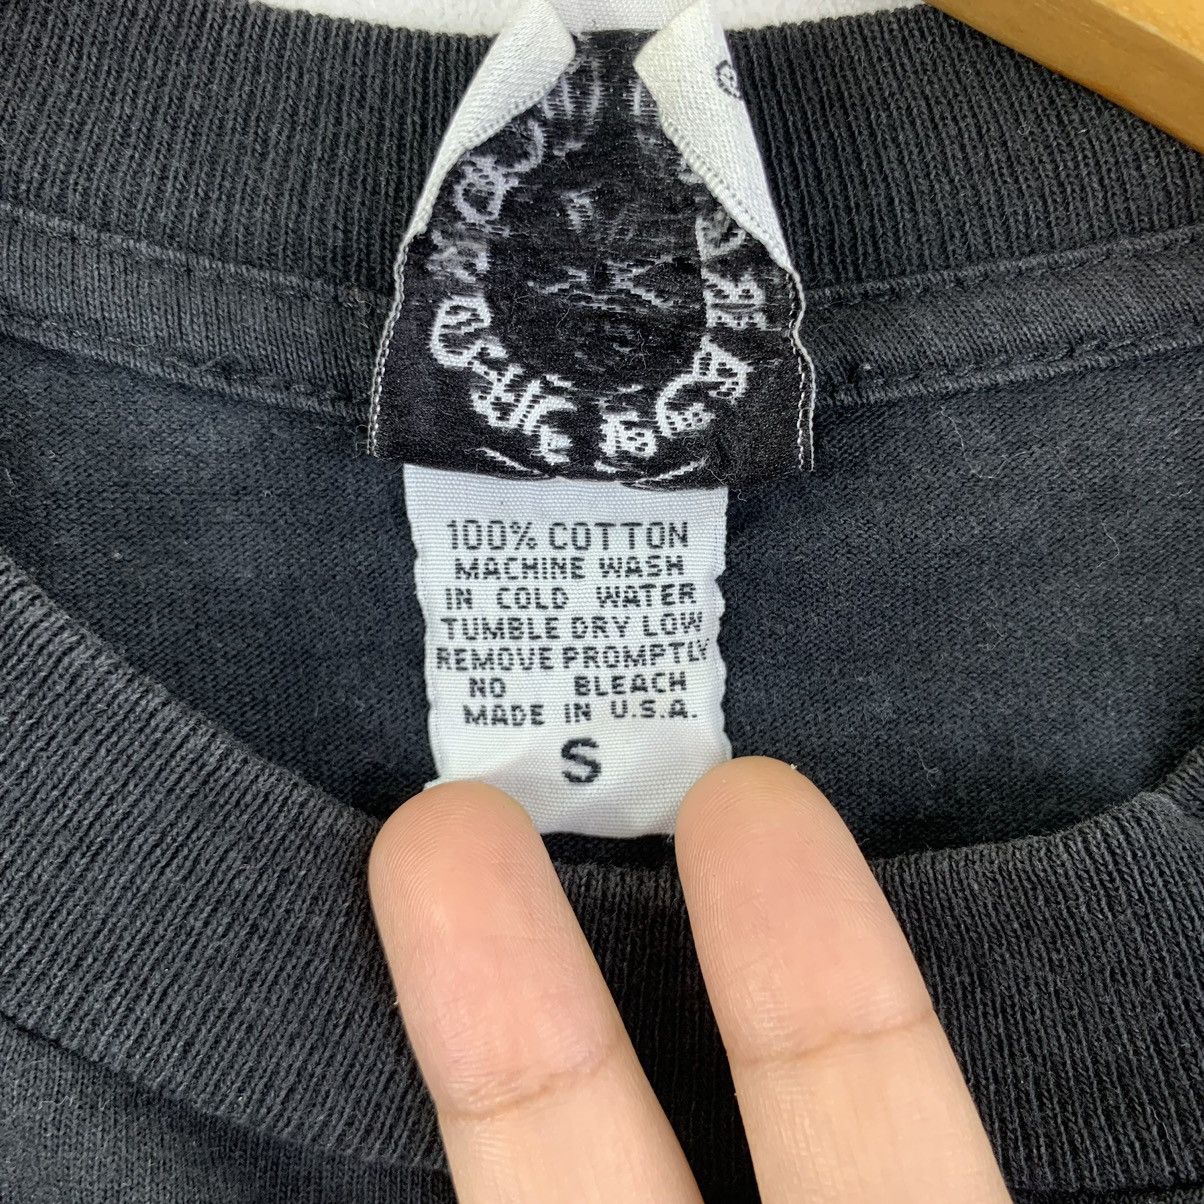 100% COTTON
MACHINE WASH
IN COLD WATER
TUMBLE DRY LOW
REMOVE PROMPTLY
NO BLEACH
MADE IN U.S.A.
S